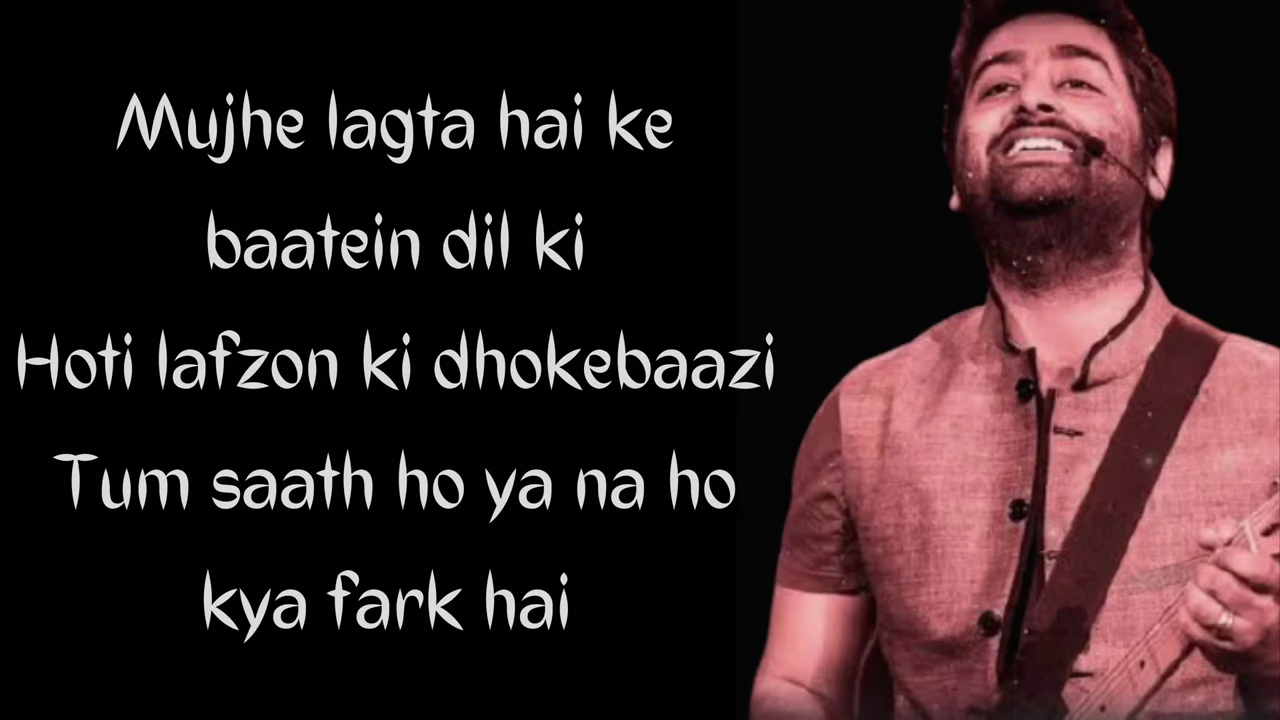 Mujhe lagta hai ke
baatein dil ki
Hoti lafzon ki dhokebaazi
Tum saath ho ya na ho
kya fark hai